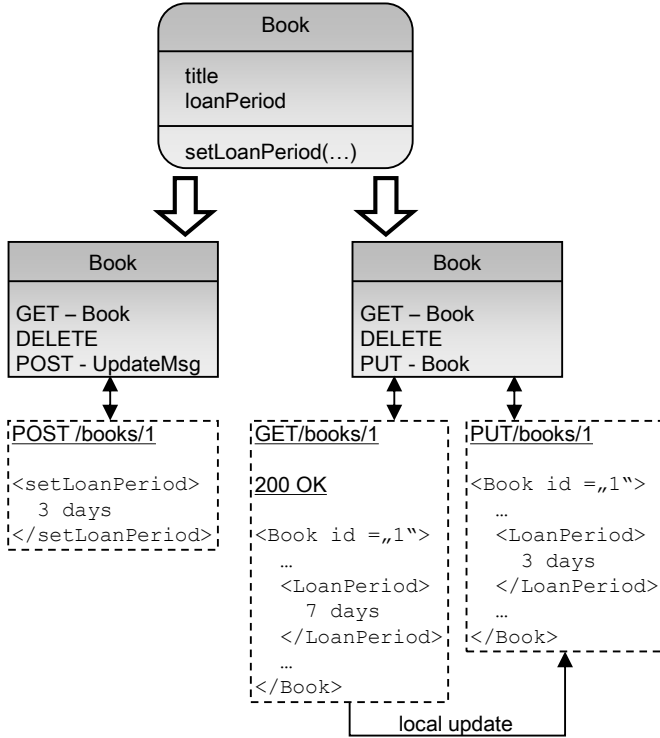 Book
title
loanPeriod
setLoanPeriod(…)
Book
GET – Book
DELETE
POST - UpdateMsg
Book
GET – Book
DELETE
PUT - Book
POST /books/1
<setLoanPeriod>
3 days
</setLoanPeriod>
GET/books/1
200 OK
<Book id =„1“>
…
<LoanPeriod>
7 days
</LoanPeriod>
…
</Book>
PUT/books/1
<Book id =„1“>
…
<LoanPeriod>
3 days
</LoanPeriod>
…
</Book>
local update